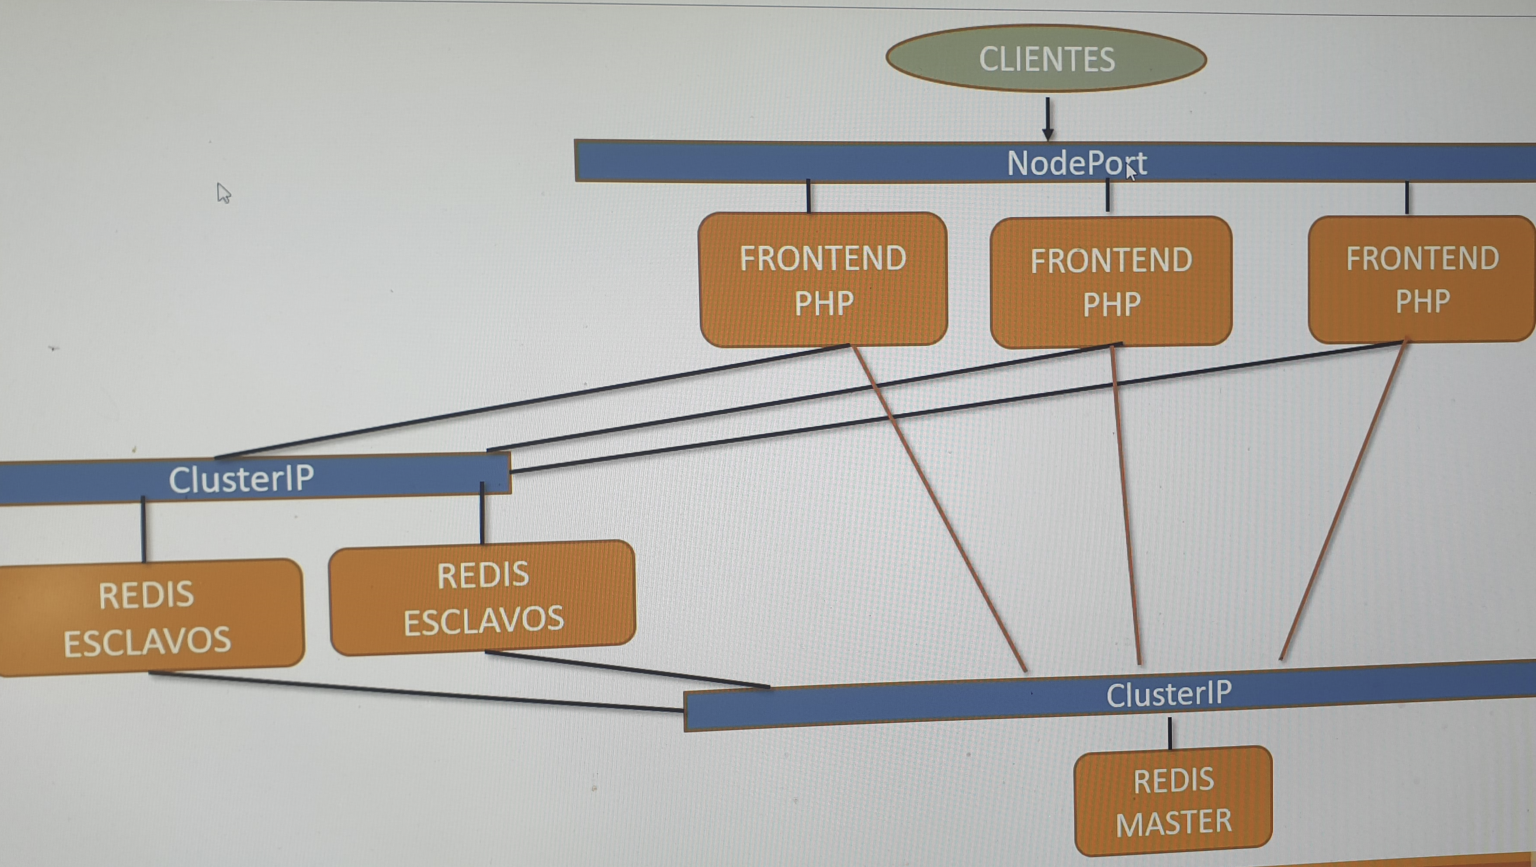 CLIENTES
NodePort
FRONTEND
PHP
FRONTEND
PHP
FRONTEND
PHP
ClusterIP
REDIS
ESCLAVOS
REDIS
ESCLAVOS
ClusterIP
REDIS
MASTER